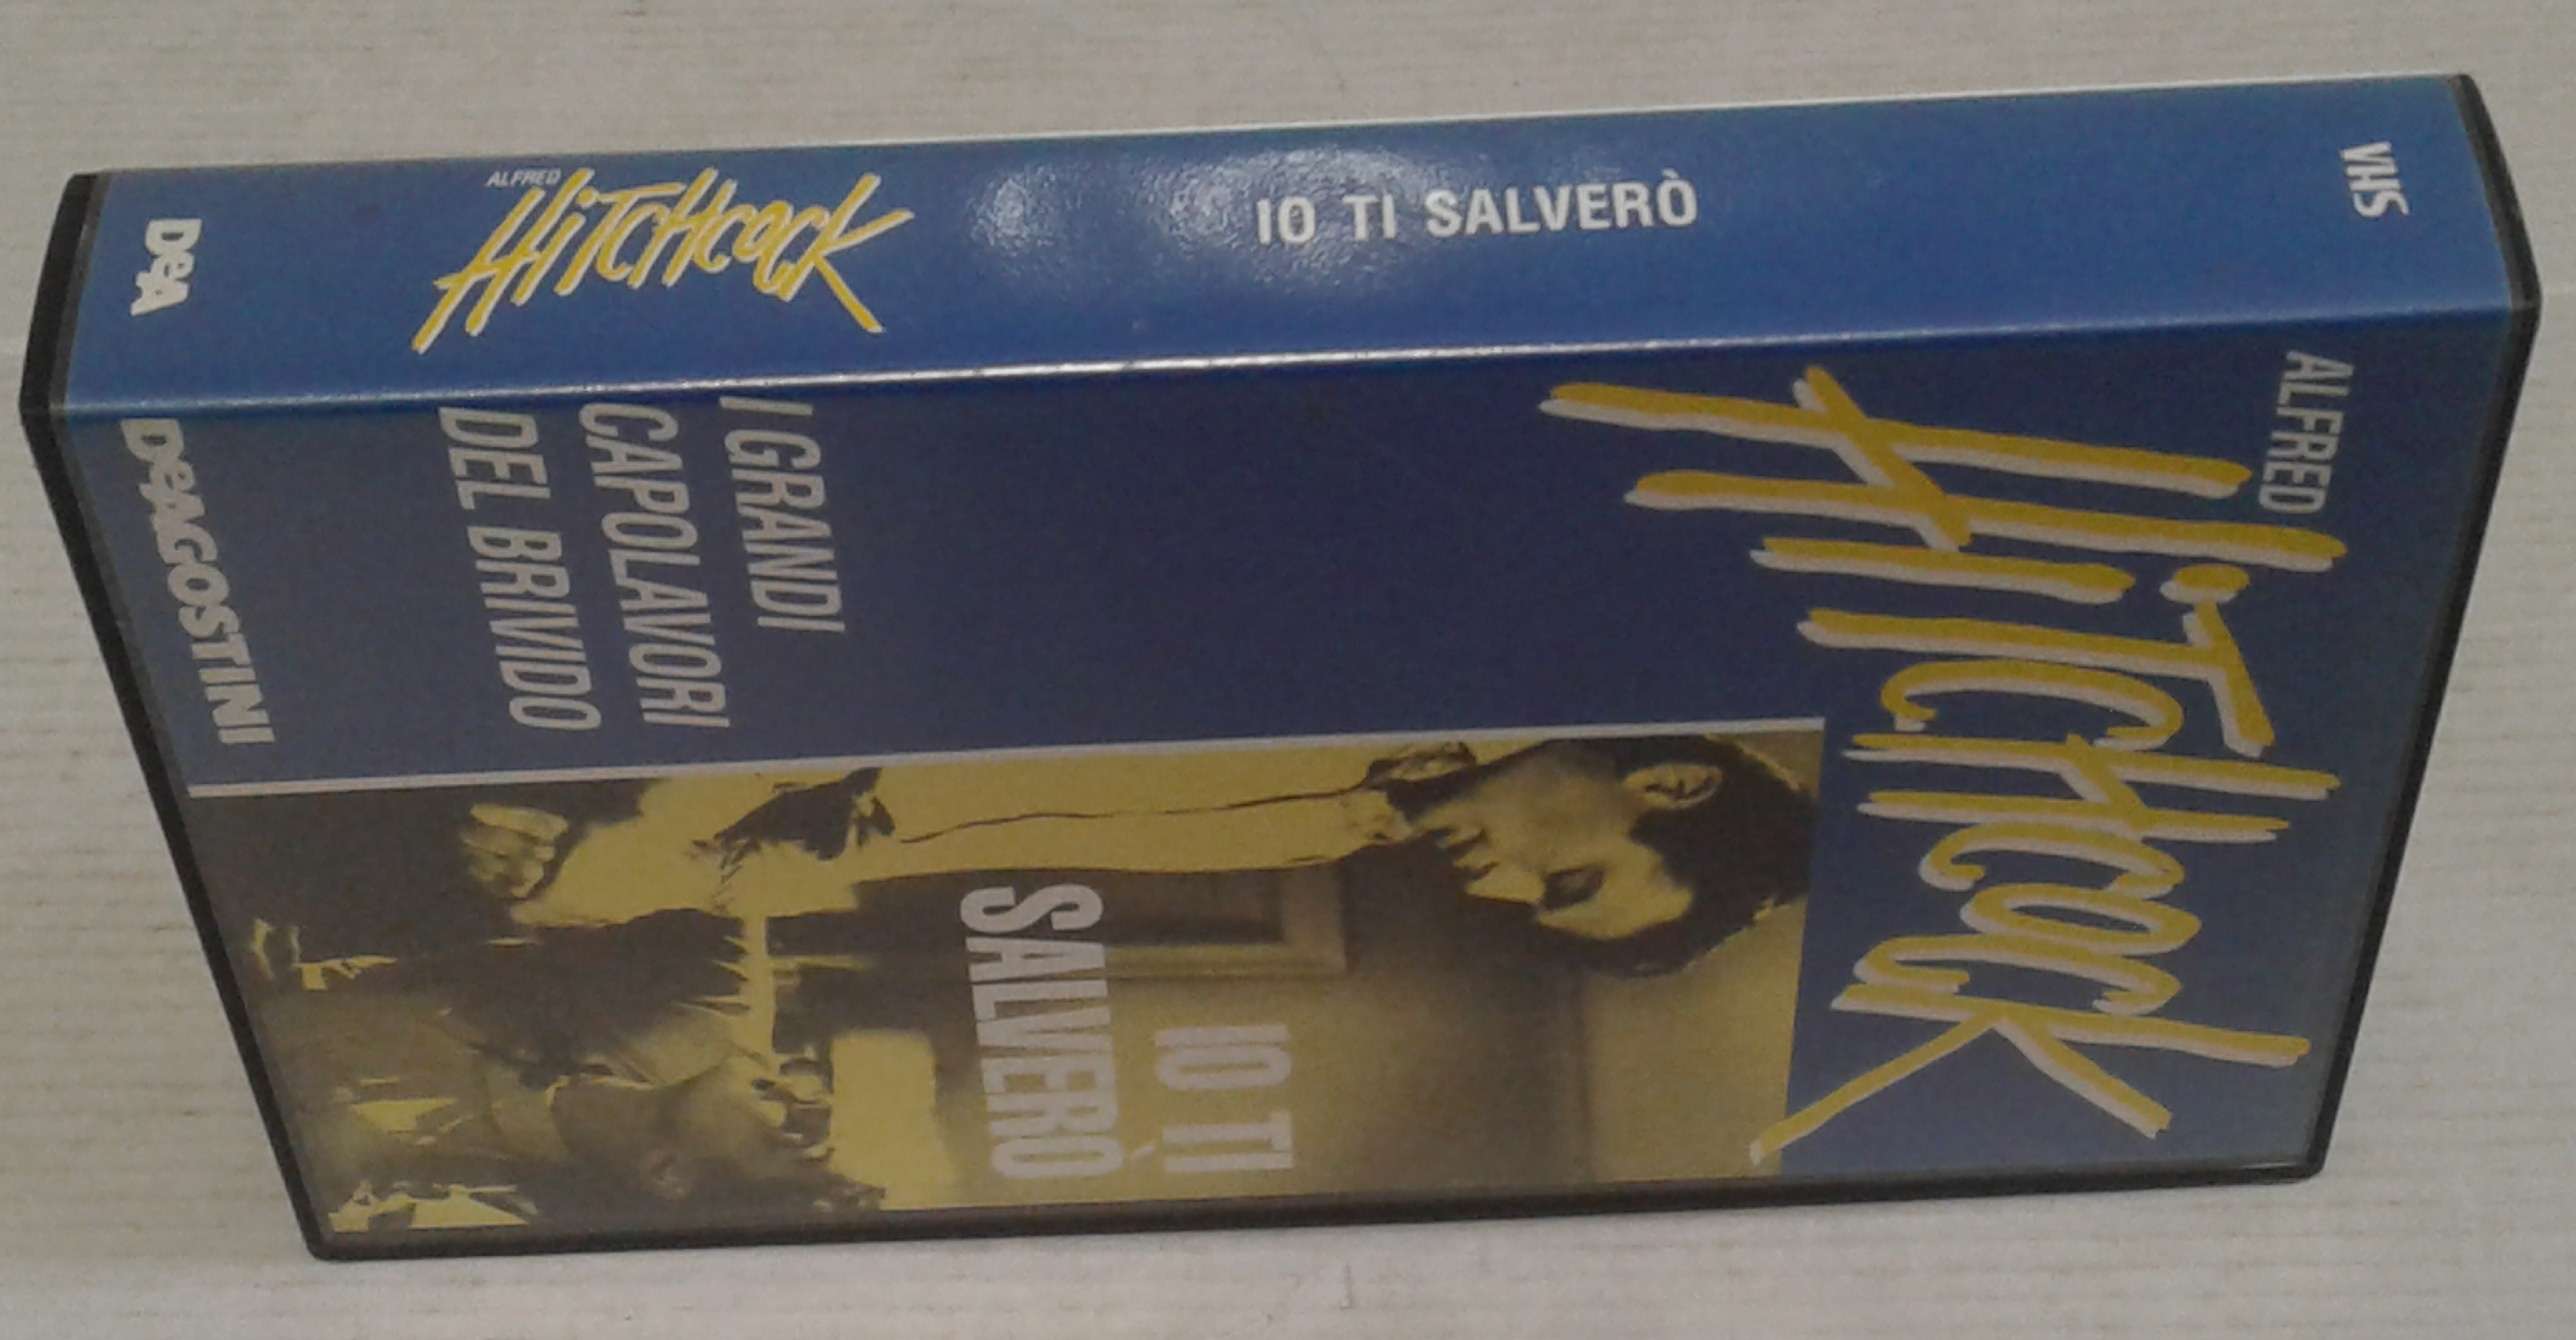 DeA
ALFRED
HiTCHCOCK
IO TI SALVERÒ
VHS
ALFRED
HiTCHCOCK
IO TI
SALVERÒ
I GRANDI
CAPOLAVORI
DEL BRIVIDO
DeAGOSTINI